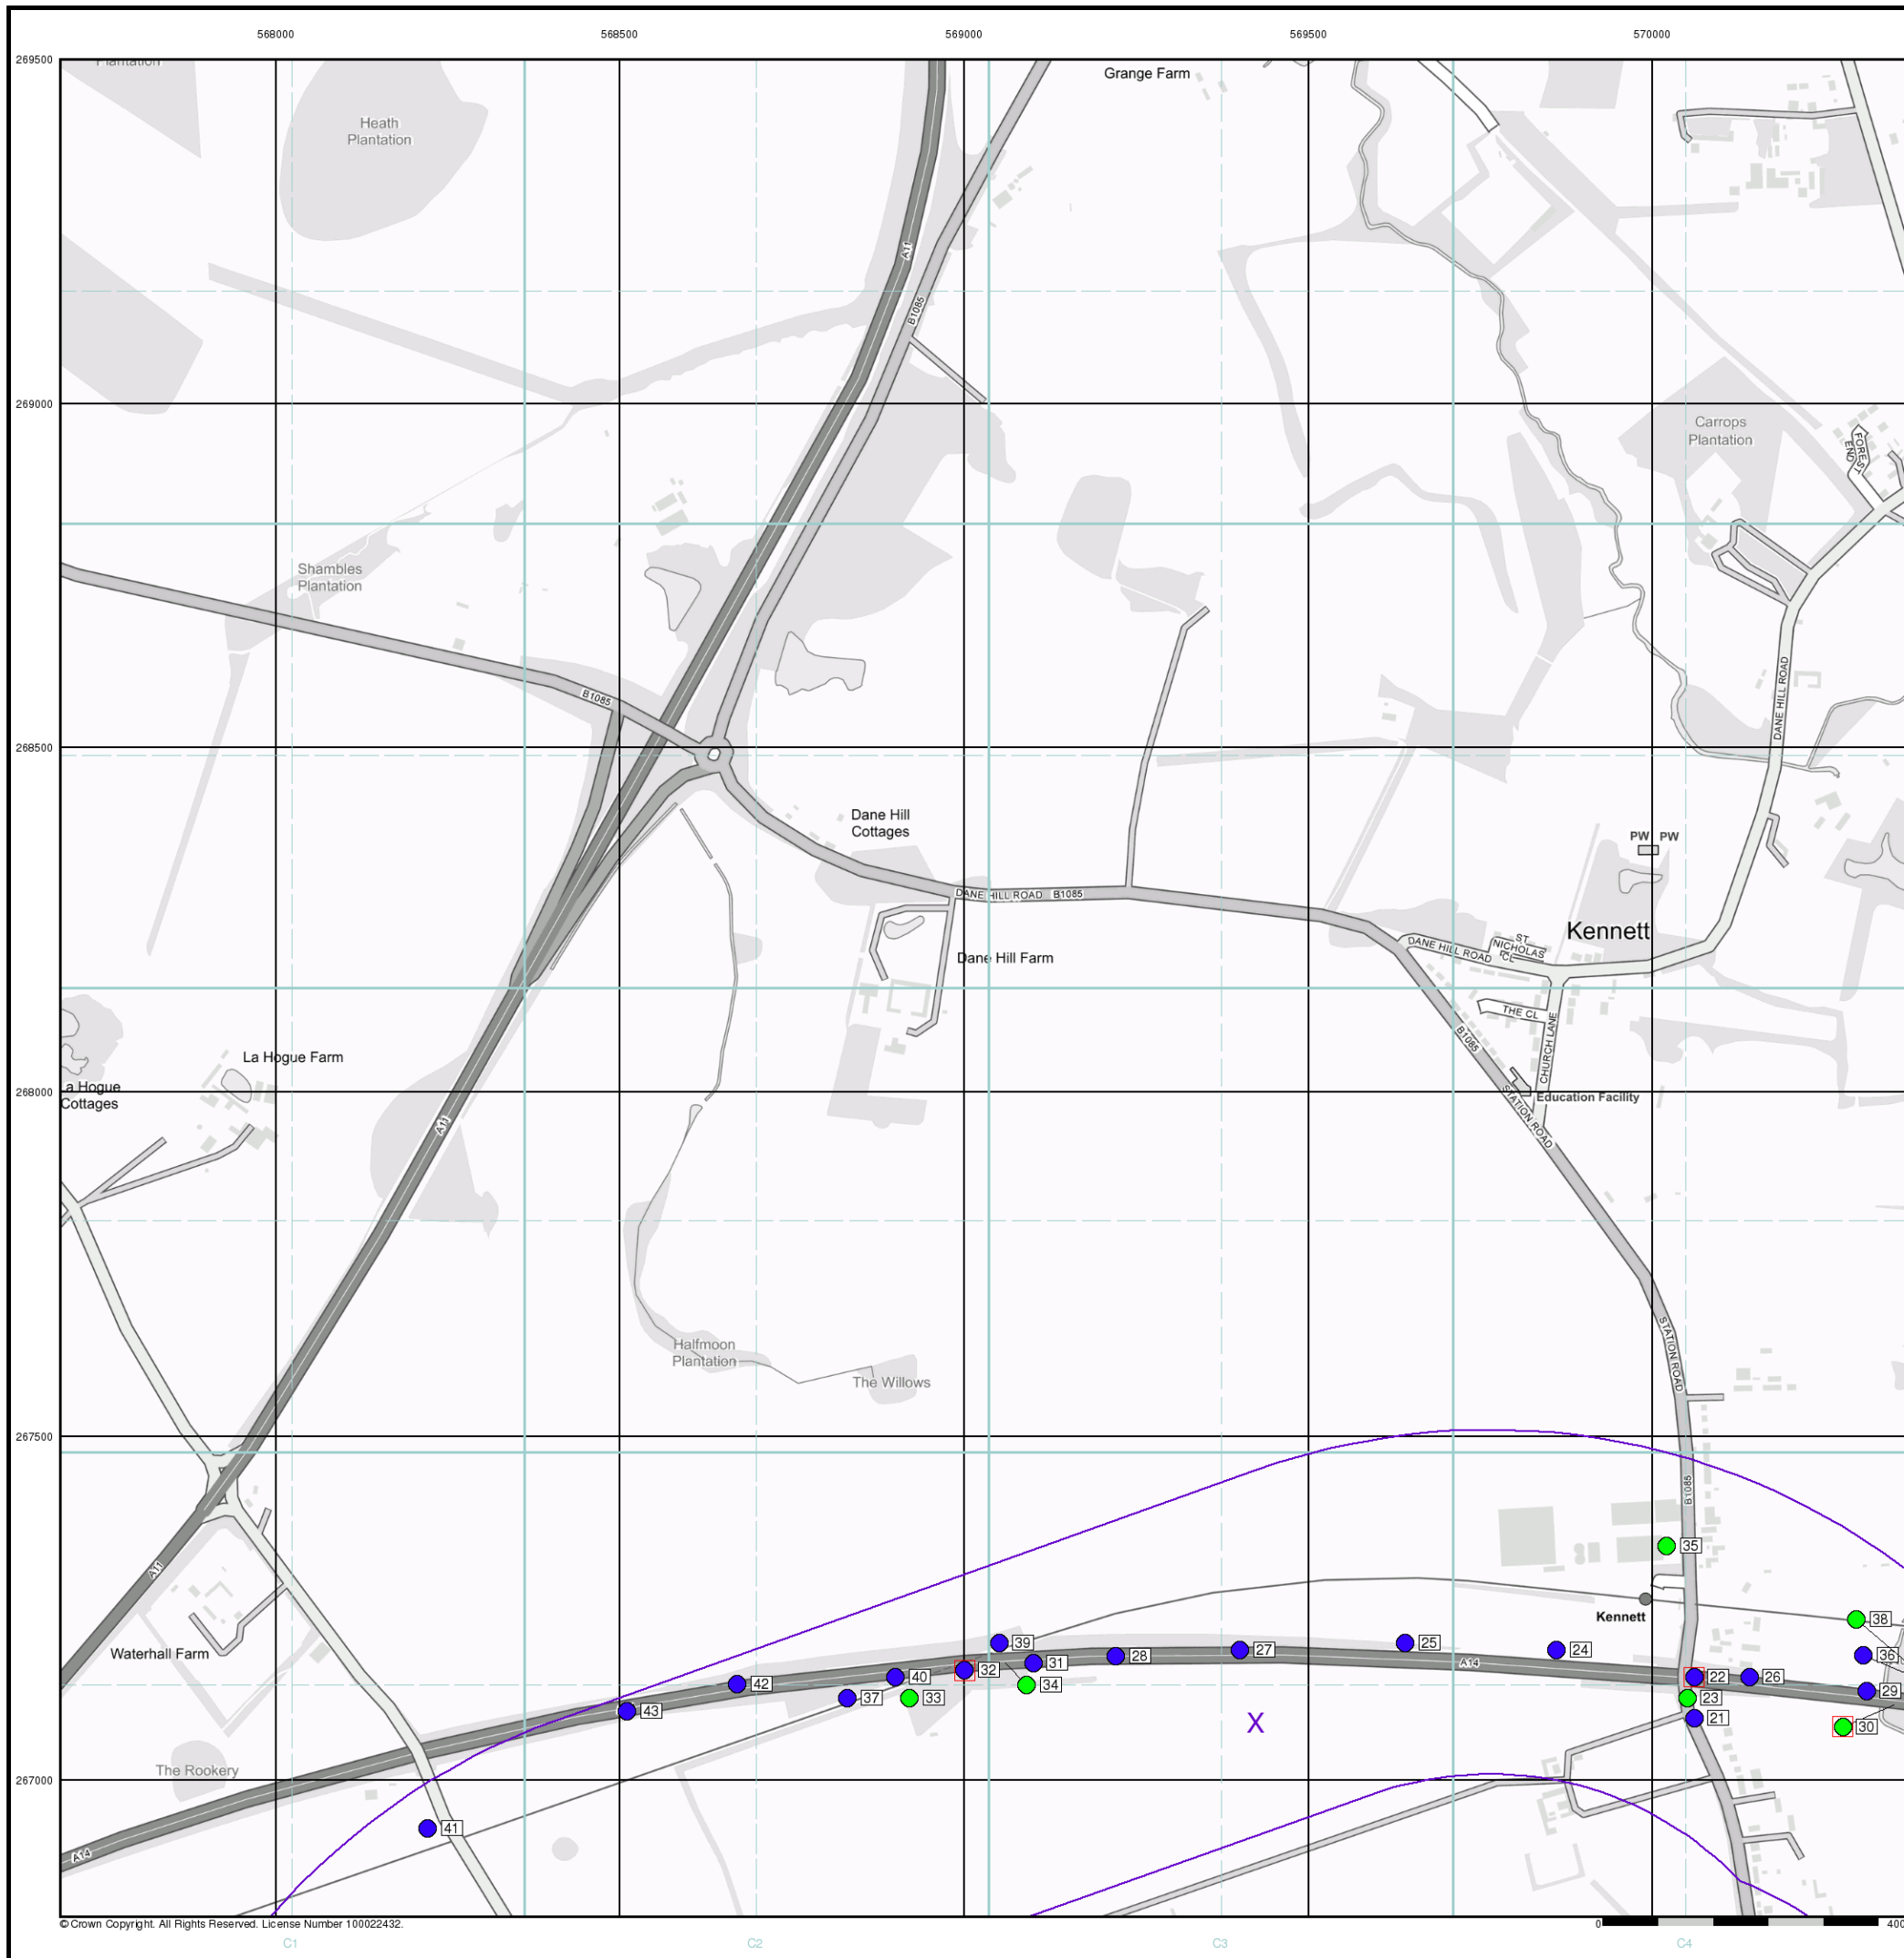 568000
568500
569000
569500
570000
269500
Plantation
Grange Farm
Heath
Plantation
A11
B1085
269000
Carrops
Plantation
FOREST
END
Shambles
Plantation
DANE HILL ROAD
B1085
268500
Dane Hill
Cottages
PW PW
DANE HILL ROAD B1085
Kennett
ST
NICHOLAS
CL
DANE HILL ROAD
Dane Hill Farm
THE CL
B1085
CHURCH LANE
La Hogue Farm
a Hogue
Cottages
268000
Education Facility
STATION ROAD
A11
STATION ROAD
Halfmoon
Plantation
The Willows
267500
B1085
35
A11
Kennett
38
Waterhall Farm
39
25
24
36
31
28
27
32
A14
40
22
26
42
37
33
34
23
29
43
21
30
X
The Rookery
267000
41
A14
© Crown Copyright. All Rights Reserved. License Number 100022432.
0
400
C1
C2
C3
C4